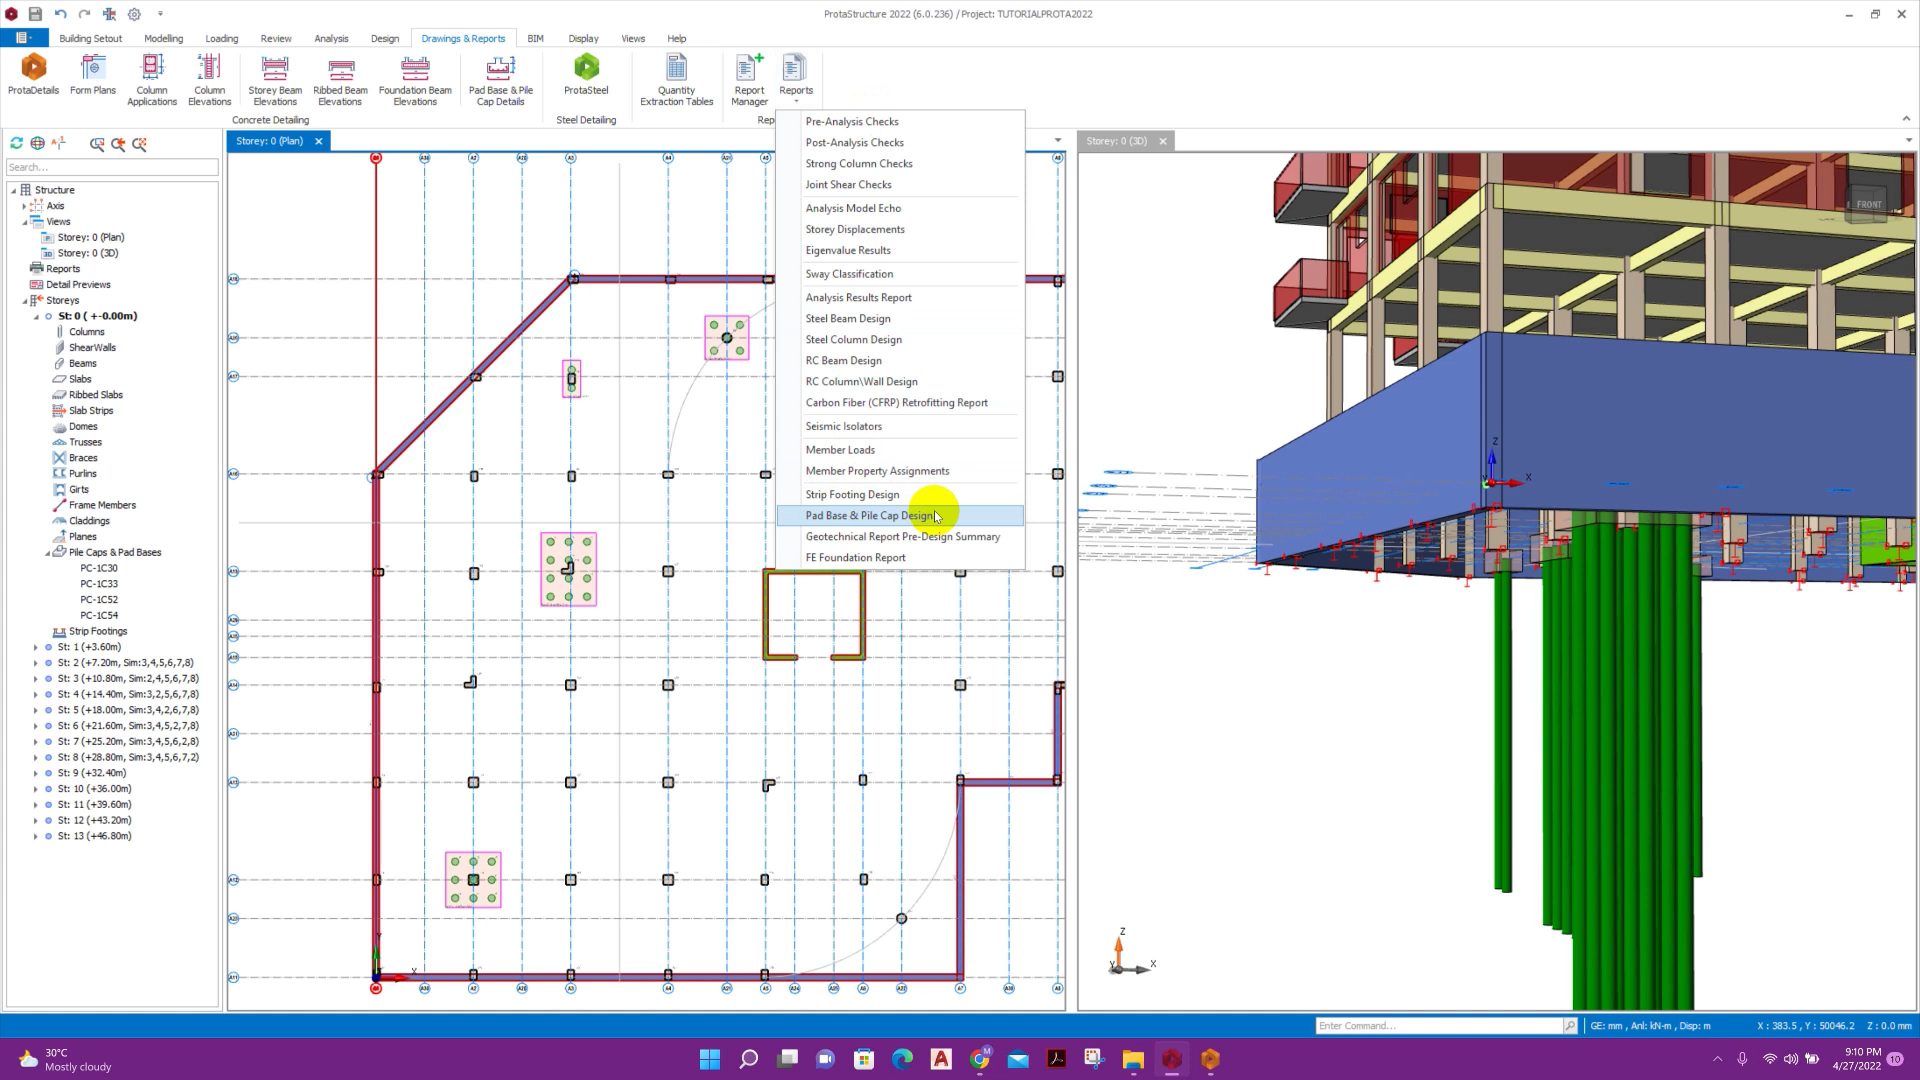 ProtaStructure 2022 (6.0.236) / Project: TUTORIALPROTA2022
Building Setout Modelling Loading Review Analysis Design Drawings & Reports BIM Display Views Help
ProtaDetails
Form Plans
Column Applications
Column Elevations
Storey Beam Elevations
Ribbed Beam Elevations
Foundation Beam Elevations
Pad Base & Pile Cap Details
ProtaSteel
Quantity Extraction Tables
Report Manager
Reports
Concrete Detailing
Steel Detailing
Storey: 0 (Plan)
Storey: 0 (3D)
Search...
Structure
Axis
Views
Storey: 0 (Plan)
Storey: 0 (3D)
Reports
Detail Previews
Storeys
St: 0 ( +-0.00m)
Columns
ShearWalls
Beams
Slabs
Ribbed Slabs
Slab Strips
Domes
Trusses
Braces
Purlins
Girts
Frame Members
Claddings
Planes
Pile Caps & Pad Bases
PC-1C30
PC-1C33
PC-1C52
PC-1C54
Strip Footings
St: 1 (+3.60m)
St: 2 (+7.20m, Sim:3,4,5,6,7,8)
St: 3 (+10.80m, Sim:2,4,5,6,7,8)
St: 4 (+14.40m, Sim:3,2,5,6,7,8)
St: 5 (+18.00m, Sim:3,4,2,6,7,8)
St: 6 (+21.60m, Sim:3,4,5,2,7,8)
St: 7 (+25.20m, Sim:3,4,5,6,2,8)
St: 8 (+28.80m, Sim:3,4,5,6,7,2)
St: 9 (+32.40m)
St: 10 (+36.00m)
St: 11 (+39.60m)
St: 12 (+43.20m)
St: 13 (+46.80m)
Pre-Analysis Checks
Post-Analysis Checks
Strong Column Checks
Joint Shear Checks
Analysis Model Echo
Storey Displacements
Eigenvalue Results
Sway Classification
Analysis Results Report
Steel Beam Design
Steel Column Design
RC Beam Design
RC Column\Wall Design
Carbon Fiber (CFRP) Retrofitting Report
Seismic Isolators
Member Loads
Member Property Assignments
Strip Footing Design
Pad Base & Pile Cap Design
Geotechnical Report Pre-Design Summary
FE Foundation Report
FRONT
Z
X
Y
X
Z
Y
X
Enter Command...
GE: mm , Anl: kN-m , Disp: m
X : 383.5 , Y : 50046.2
Z : 0.0 mm
30°C
Mostly cloudy
9:10 PM
4/27/2022
10